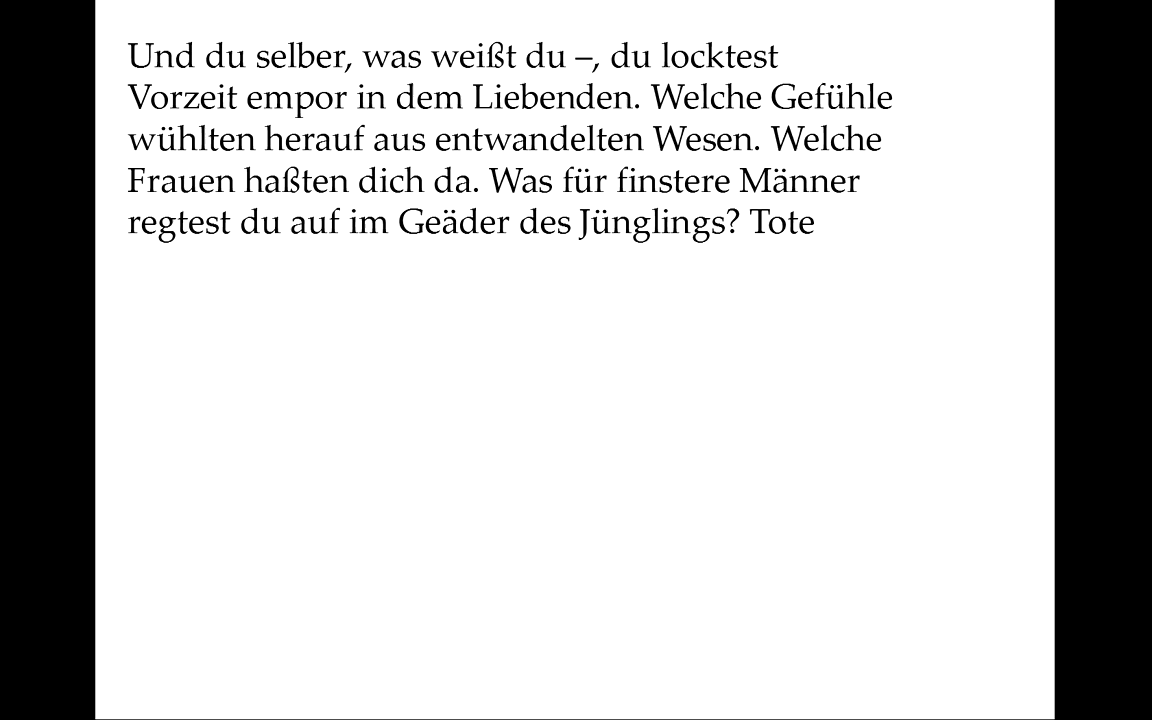 Und du selber, was weißt du –, du locktest
Vorzeit empor in dem Liebenden. Welche Gefühle
wühlten herauf aus entwandelten Wesen. Welche
Frauen haßten dich da. Was für finstere Männer
regtest du auf im Geäder des Jünglings? Tote